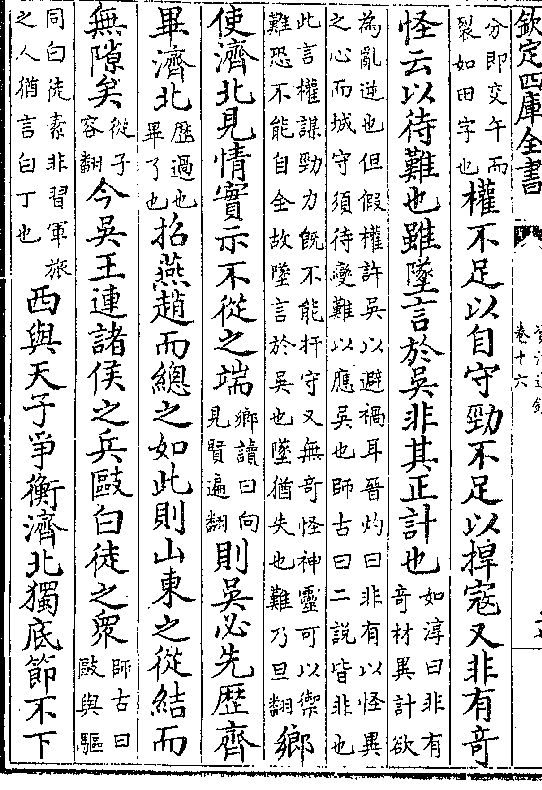 欽定四庫全書
卷十六
分即交午而
裂如田字也
權不足以自守勁不足以捍寇又非有奇
怪云以待難也雖墜言於吳非其正計也
如淳曰非有
奇材異計欲
為亂逆也但假權許吳以避禍耳晉灼曰非有以怪異
之心而城守須待變難以應吳也師古曰二說皆非也
此言權謀勁力旣不能扞守又無奇怪神靈可以禦
難恐不能自全故墜言於吳也墜猶失也難乃旦翻
鄉
使濟北見情實示不從之端
鄉讀曰向
見賢遍翻
則吳必先歴齊
畢濟北
歴過也
畢了也
招燕趙而總之如此則山東之從結而
無隙矣
從子
容翻
今吳王連諸侯之兵敺白徒之衆
師古曰
敺與驅
同白徒素非習軍旅
之人猶言白丁也
西與天子爭衡濟北獨底節不下